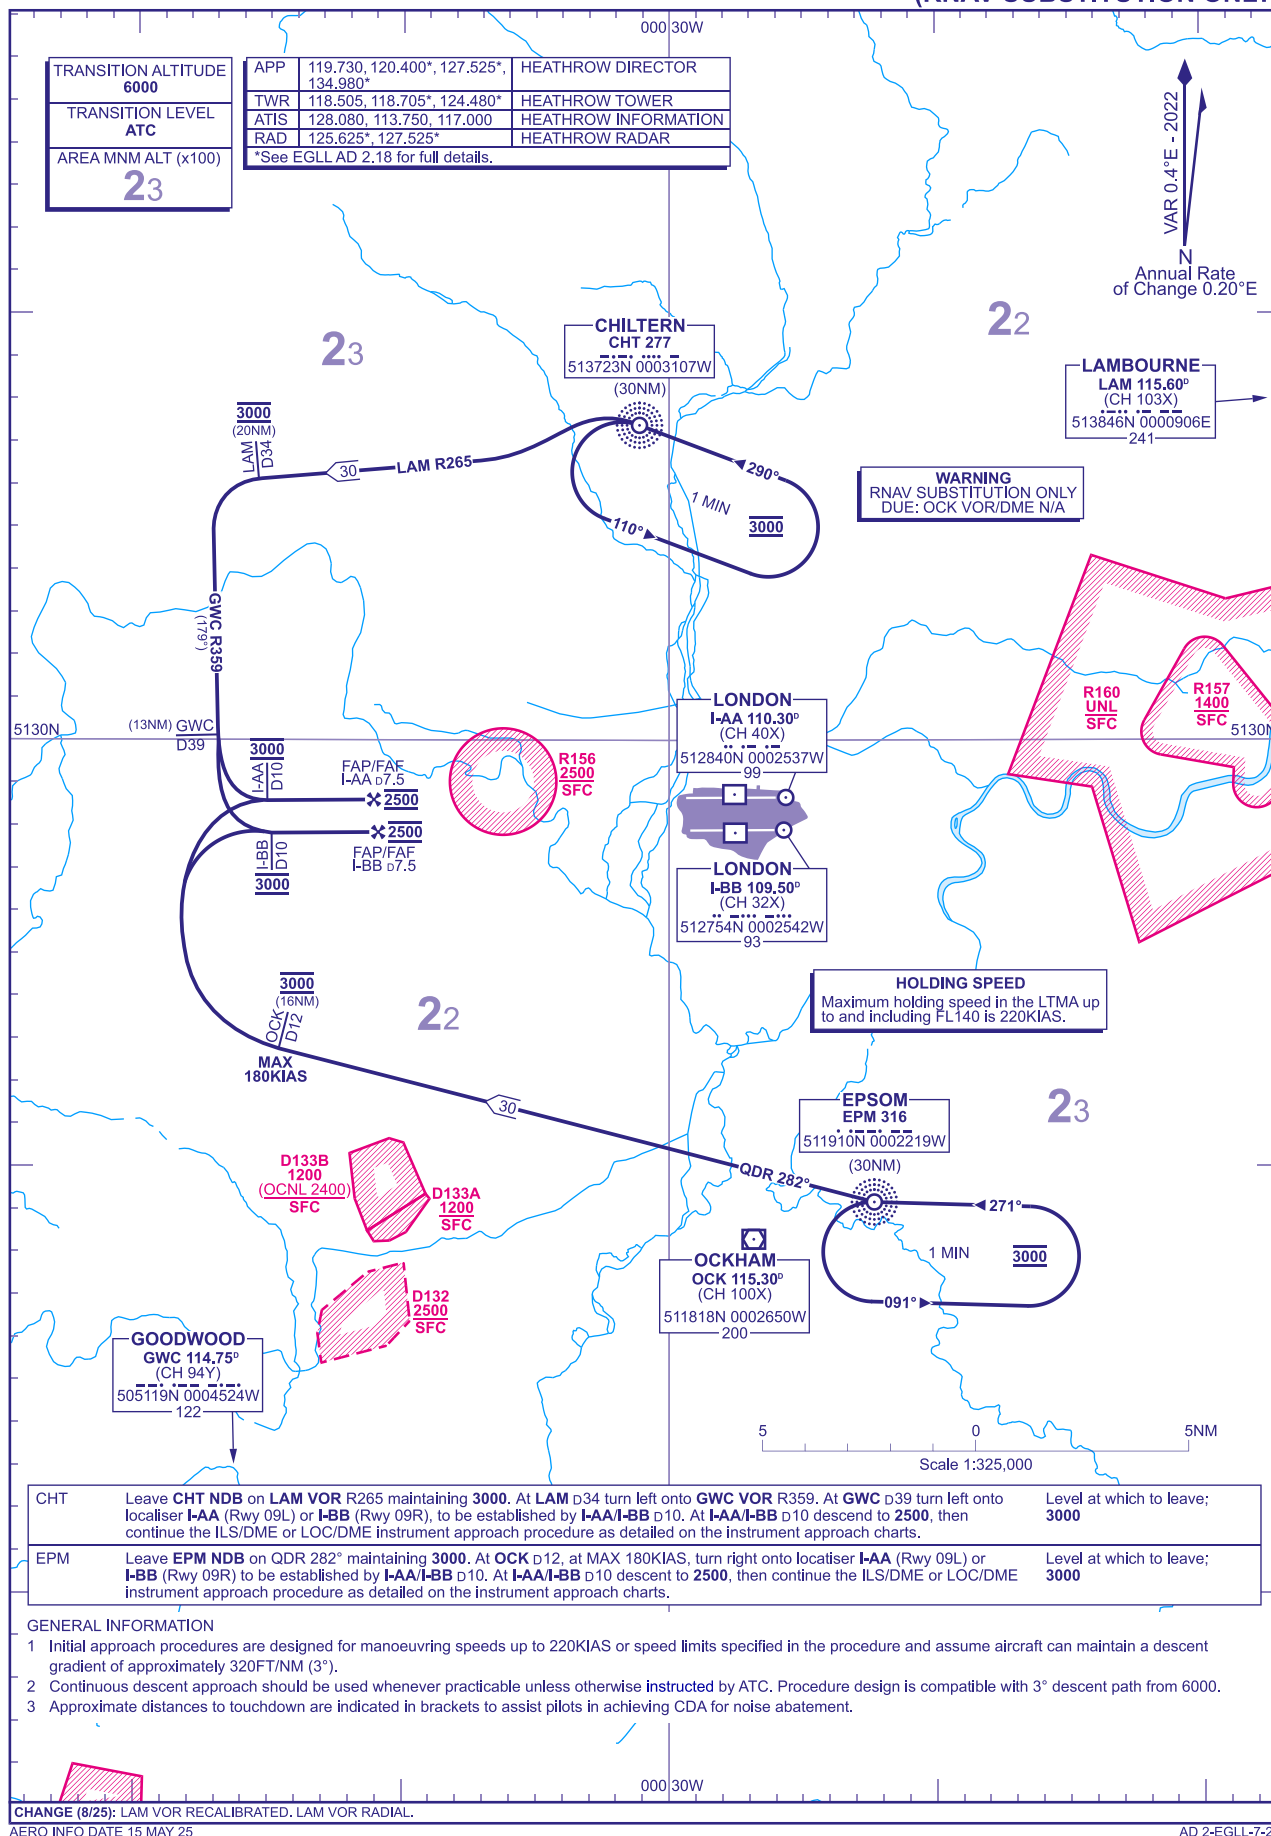 (RNAV SUBSTITUTION ONLY
000 30W
TRANSITION ALTITUDE
6000
TRANSITION LEVEL
ATC
AREA MNM ALT (x100)
23
APP 119.730, 120.400*, 127.525*, 134.980* HEATHROW DIRECTOR
TWR 118.505, 118.705*, 124.480* HEATHROW TOWER
ATIS 128.080, 113.750, 117.000 HEATHROW INFORMATION
RAD 125.625*, 127.525* HEATHROW RADAR
*See EGLL AD 2.18 for full details.
VAR 0.4°E - 2022
N
Annual Rate
of Change 0.20°E
23
22
CHILTERN
CHT 277
513723N 0003107W
(30NM)
LAMBOURNE
LAM 115.60D
(CH 103X)
513846N 0000906E
241
3000
(20NM)
LAM
D34
30
LAM R265
290°
1 MIN
110°
3000
WARNING
RNAV SUBSTITUTION ONLY
DUE: OCK VOR/DME N/A
GWC R359
(179°)
R160
UNL
SFC
R157
1400
SFC
5130N
(13NM) GWC
D39
3000
I-AA
D10
FAP/FAF
I-AA D7.5
2500
R156
2500
SFC
LONDON
I-AA 110.30D
(CH 40X)
512840N 0002537W
99
5130N
2500
FAP/FAF
I-BB D7.5
I-BB
D10
3000
LONDON
I-BB 109.50D
(CH 32X)
512754N 0002542W
93
3000
(16NM)
OCK
D12
MAX
180KIAS
22
HOLDING SPEED
Maximum holding speed in the LTMA up
to and including FL140 is 220KIAS.
30
23
EPSOM
EPM 316
511910N 0002219W
(30NM)
QDR 282°
271°
1 MIN
3000
091°
D133B
1200
(OCNL 2400)
SFC
D133A
1200
SFC
OCKHAM
OCK 115.30D
(CH 100X)
511818N 0002650W
200
D132
2500
SFC
GOODWOOD
GWC 114.75D
(CH 94Y)
505119N 0004524W
122
5 0 5NM
Scale 1:325,000
CHT Leave CHT NDB on LAM VOR R265 maintaining 3000. At LAM D34 turn left onto GWC VOR R359. At GWC D39 turn left onto
localiser I-AA (Rwy 09L) or I-BB (Rwy 09R), to be established by I-AA/I-BB D10. At I-AA/I-BB D10 descend to 2500, then
continue the ILS/DME or LOC/DME instrument approach procedure as detailed on the instrument approach charts.
Level at which to leave;
3000
EPM Leave EPM NDB on QDR 282° maintaining 3000. At OCK D12, at MAX 180KIAS, turn right onto localiser I-AA (Rwy 09L) or
I-BB (Rwy 09R) to be established by I-AA/I-BB D10. At I-AA/I-BB D10 descent to 2500, then continue the ILS/DME or LOC/DME
instrument approach procedure as detailed on the instrument approach charts.
Level at which to leave;
3000
GENERAL INFORMATION
1 Initial approach procedures are designed for manoeuvring speeds up to 220KIAS or speed limits specified in the procedure and assume aircraft can maintain a descent
gradient of approximately 320FT/NM (3°).
2 Continuous descent approach should be used whenever practicable unless otherwise instructed by ATC. Procedure design is compatible with 3° descent path from 6000.
3 Approximate distances to touchdown are indicated in brackets to assist pilots in achieving CDA for noise abatement.
000 30W
CHANGE (8/25): LAM VOR RECALIBRATED. LAM VOR RADIAL.
AERO INFO DATE 15 MAY 25
AD 2-EGLL-7-2